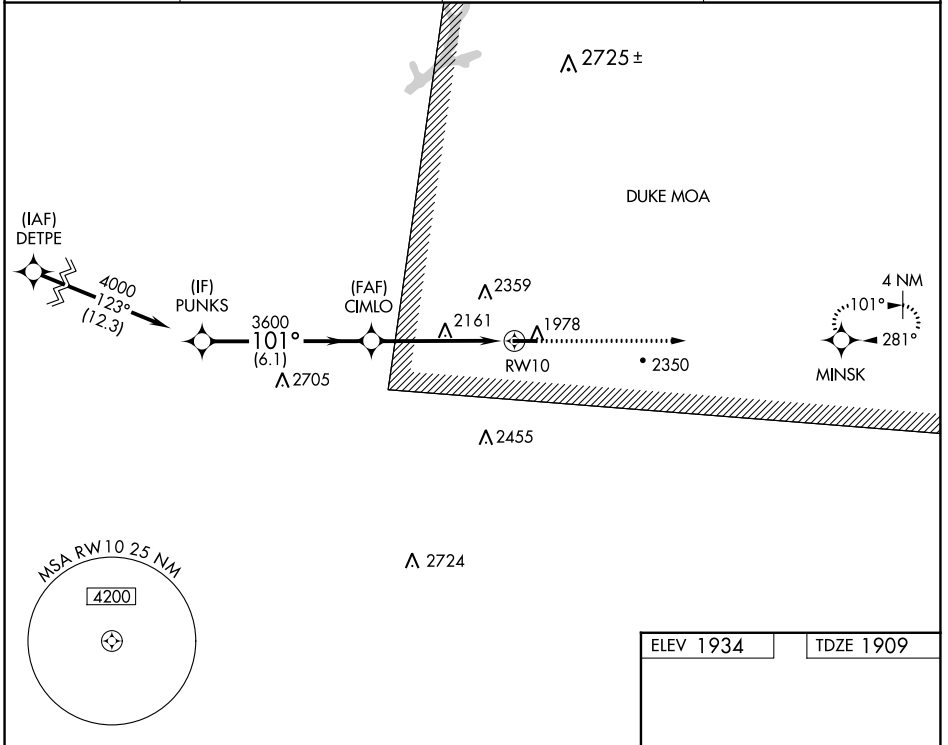 2725 ±
DUKE MOA
(IAF)
DETPE
4000
123°
(12.3)
(IF)
PUNKS
3600
101°
(6.1)
2705
(FAF)
CIMLO
2359
2161
1978
RW10
2350
4 NM
101°
281°
MINSK
2455
2724
MSA RW10 25 NM
4200
ELEV 1934
TDZE 1909